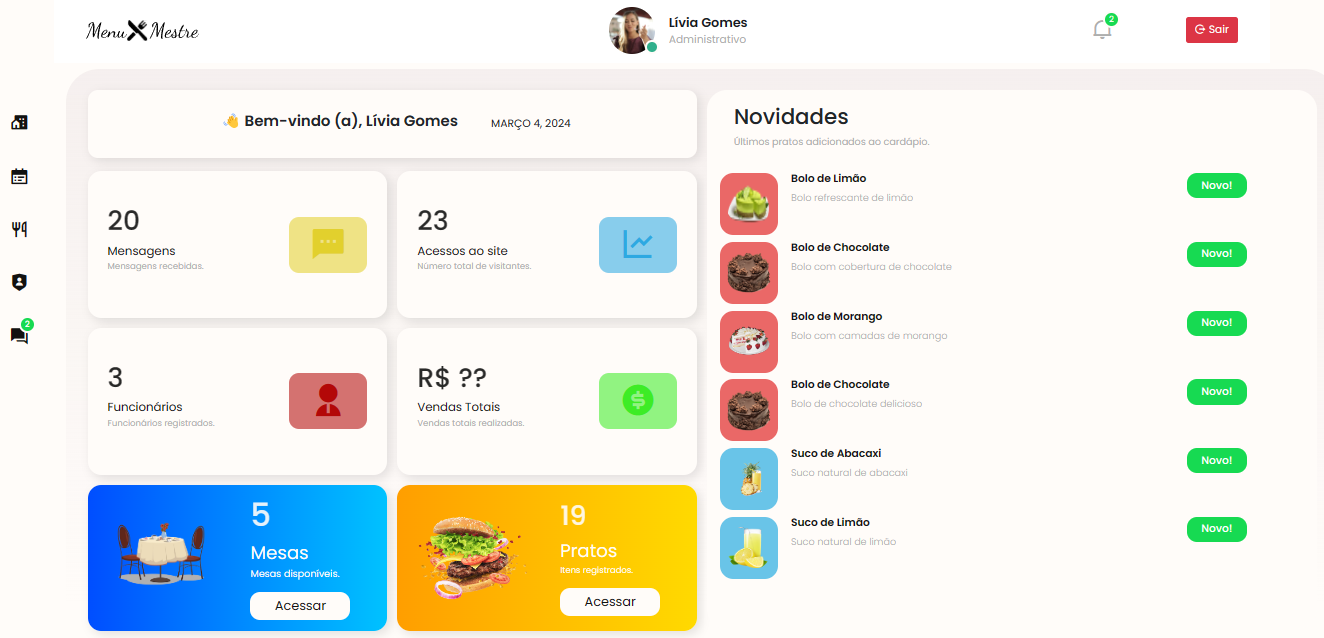 Menu Mestre
Lívia Gomes
Administrativo
2
Sair
👋 Bem-vindo (a), Lívia Gomes
MARÇO 4, 2024
20
Mensagens
Mensagens recebidas.
23
Acessos ao site
Número total de visitantes.
3
Funcionários
Funcionários registrados.
R$ ??
Vendas Totais
Vendas totais realizadas.
2
5
Mesas
Mesas disponíveis.
Acessar
19
Pratos
Itens registrados.
Acessar
Novidades
Últimos pratos adicionados ao cardápio.
Bolo de Limão
Bolo refrescante de limão
Novo!
Bolo de Chocolate
Bolo com cobertura de chocolate
Novo!
Bolo de Morango
Bolo com camadas de morango
Novo!
Bolo de Chocolate
Bolo de chocolate delicioso
Novo!
Suco de Abacaxi
Suco natural de abacaxi
Novo!
Suco de Limão
Suco natural de limão
Novo!